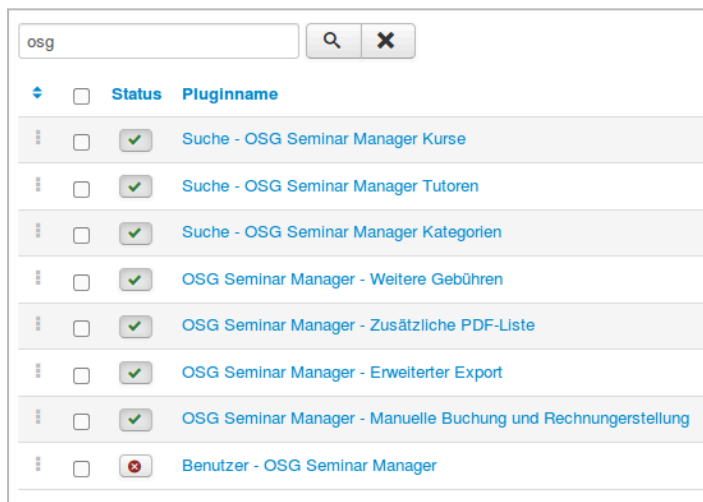 osg
Status Pluginname
Suche - OSG Seminar Manager Kurse
Suche - OSG Seminar Manager Tutoren
Suche - OSG Seminar Manager Kategorien
OSG Seminar Manager - Weitere Gebühren
OSG Seminar Manager - Zusätzliche PDF-Liste
OSG Seminar Manager - Erweiterter Export
OSG Seminar Manager - Manuelle Buchung und Rechnungerstellung
Benutzer - OSG Seminar Manager